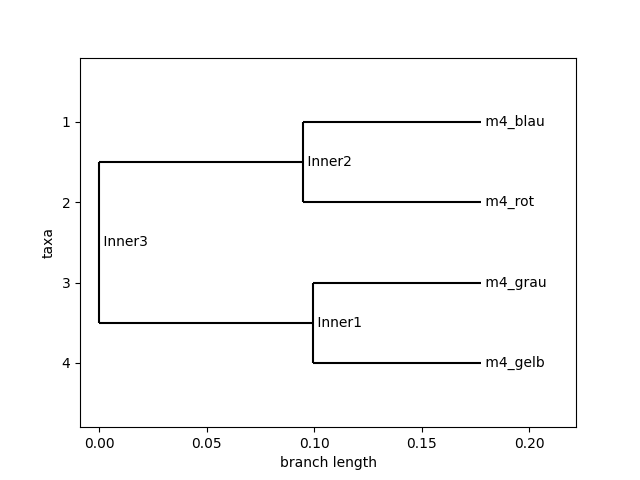 1
m4_blau
Inner2
2
m4_rot
Inner3
taxa
3
m4_grau
Inner1
4
m4_gelb
0.00 0.05 0.10 0.15 0.20
branch length